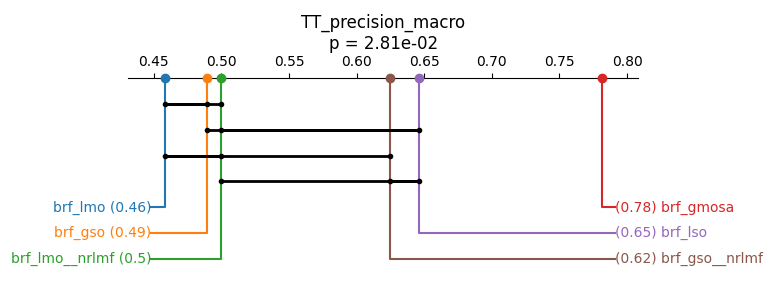 TT_precision_macro
p = 2.81e-02
0.45 0.50 0.55 0.60 0.65 0.70 0.75 0.80
brf_lmo (0.46) (0.78) brf_gmosa
brf_gso (0.49) (0.65) brf_lso
brf_lmo__nrlmf (0.5) (0.62) brf_gso__nrlmf